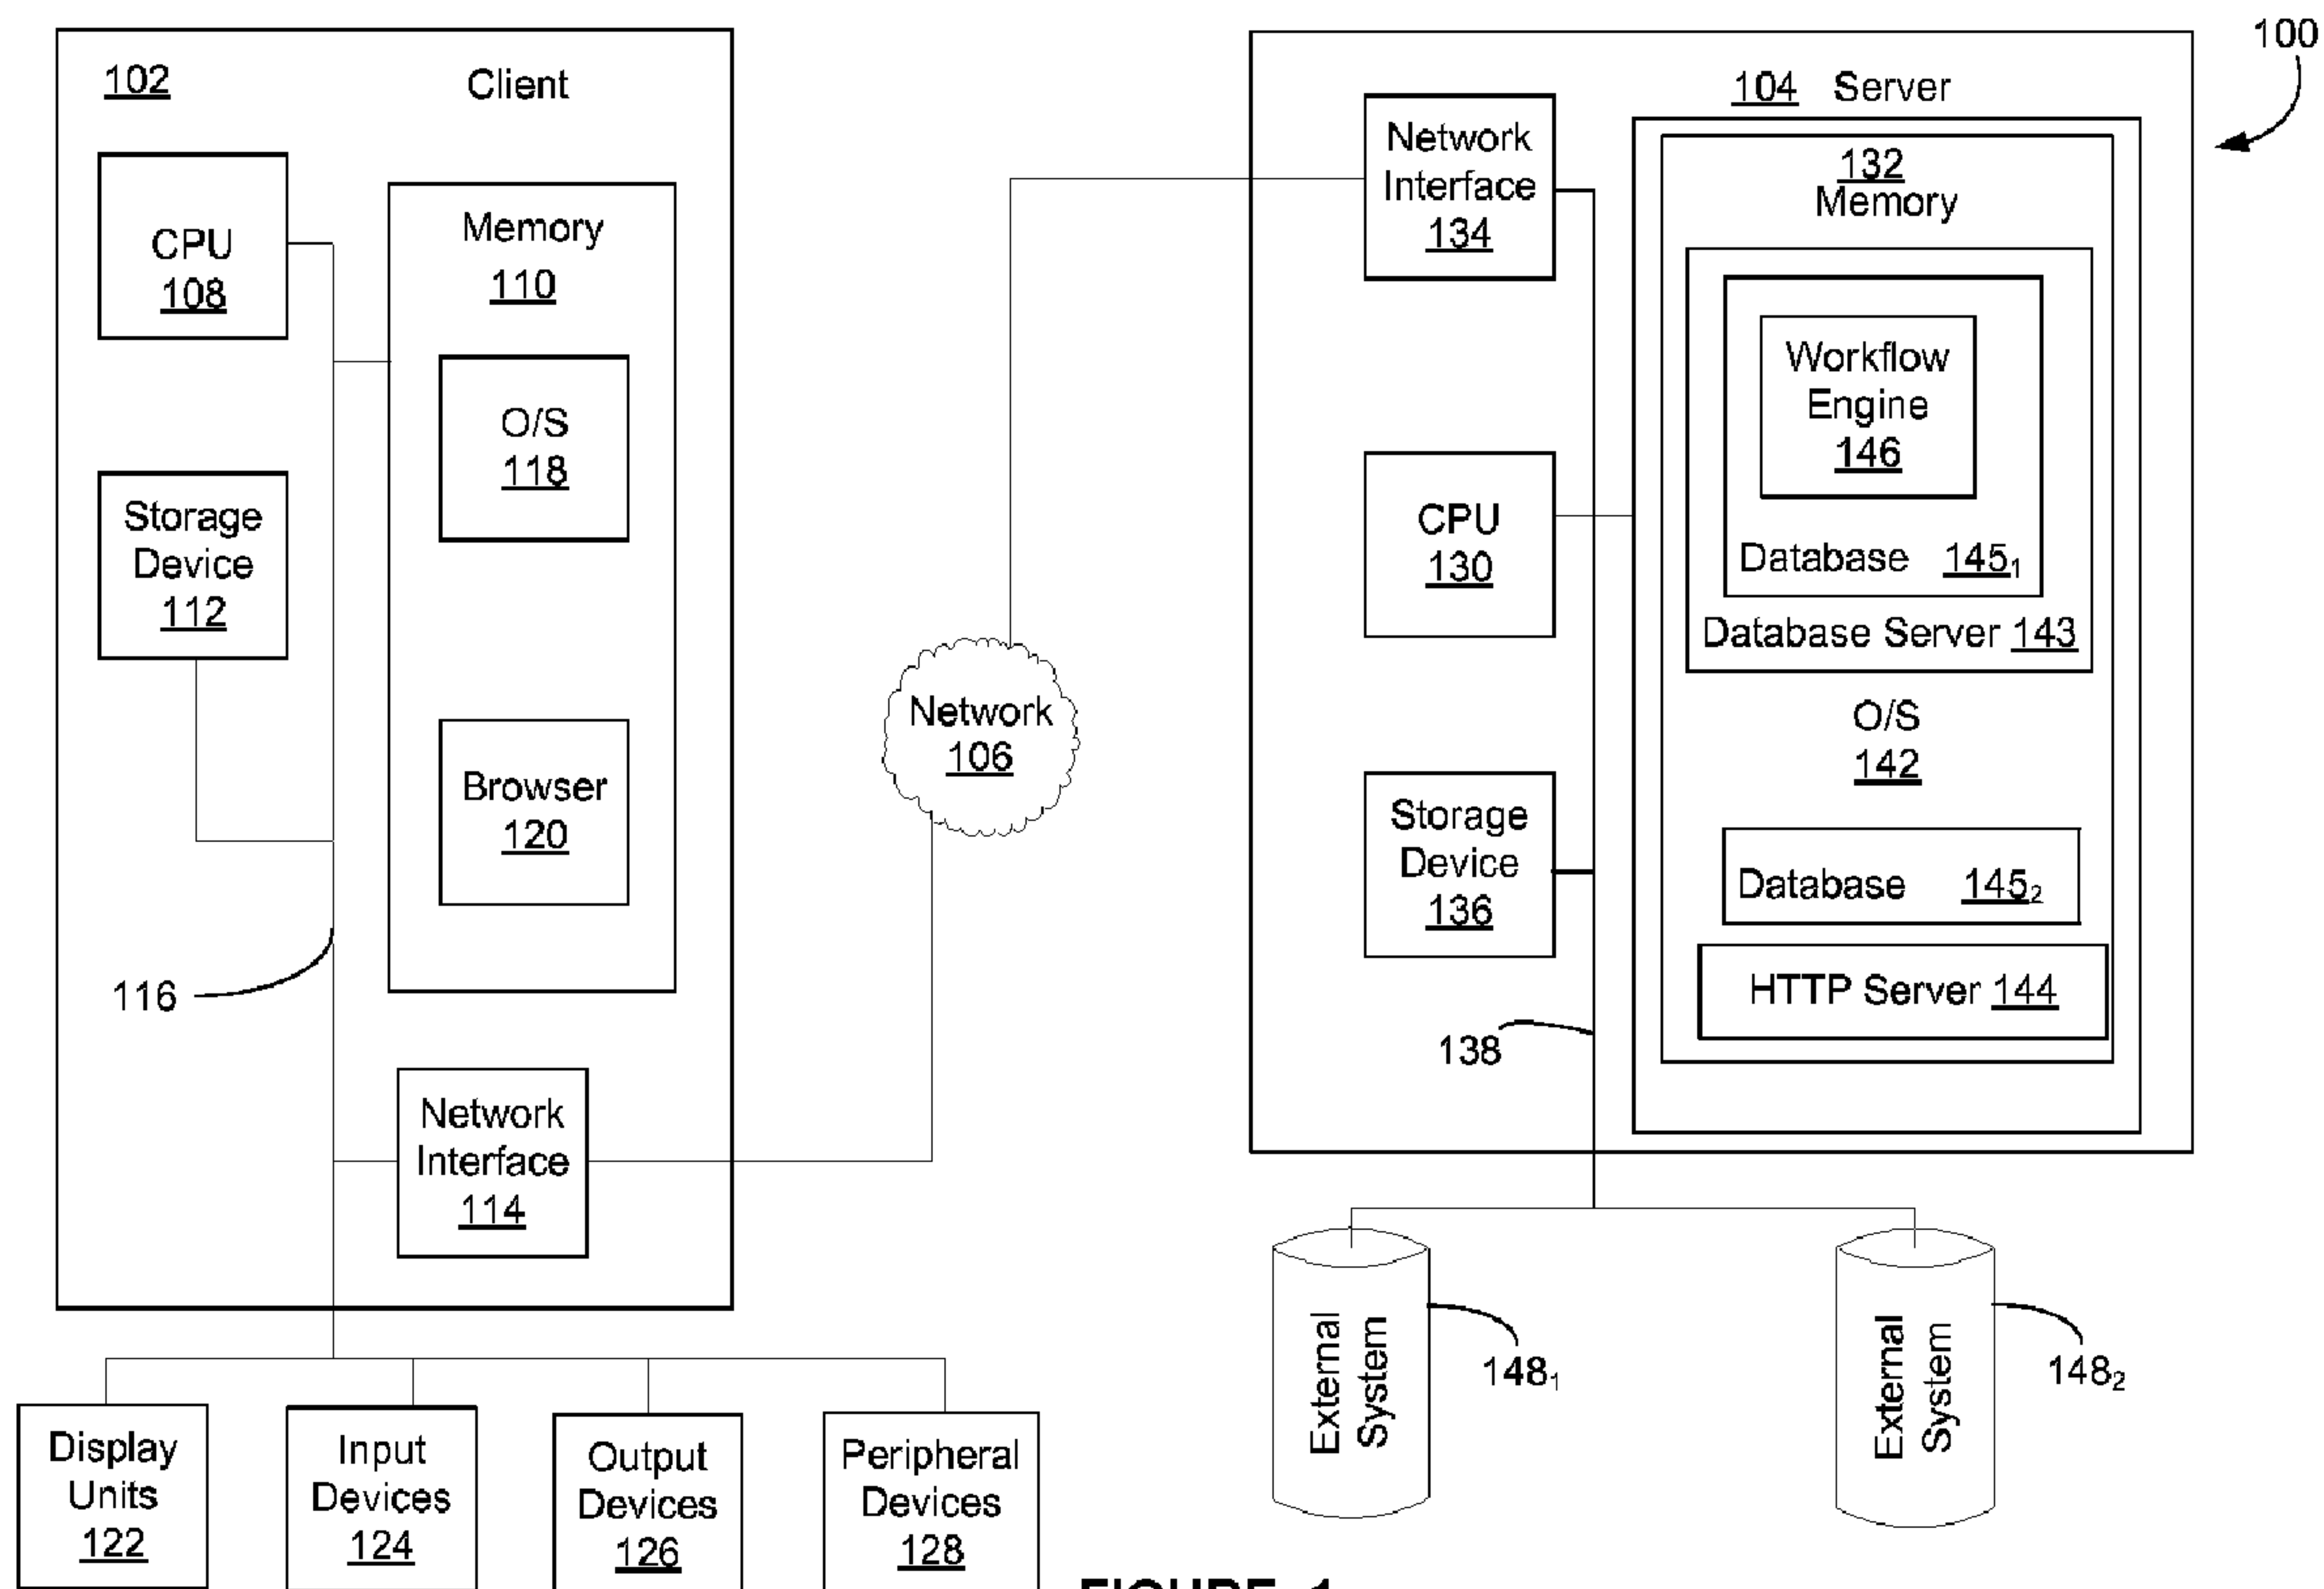 100
102
Client
CPU
108
Memory
110
O/S
118
Storage
Device
112
Browser
120
116
Network
Interface
114
Display
Units
122
Input
Devices
124
Output
Devices
126
Peripheral
Devices
128
Network
106
104 Server
Network
Interface
134
CPU
130
Storage
Device
136
138
132
Memory
Workflow
Engine
146
Database 145₁
Database Server 143
O/S
142
Database 145₂
HTTP Server 144
External
System
148₁
External
System
148₂
FIGURE 1